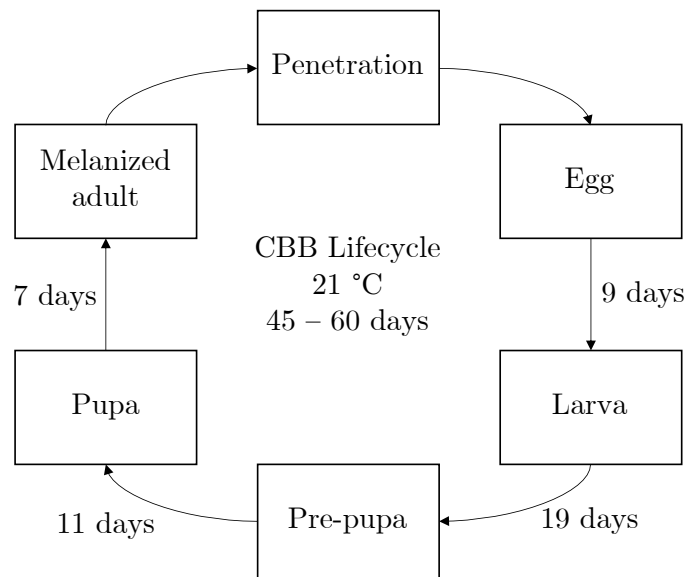 Penetration
Melanized
adult
Egg
CBB Lifecycle
21 °C
45 – 60 days
7 days
9 days
Pupa
Larva
11 days
Pre-pupa
19 days